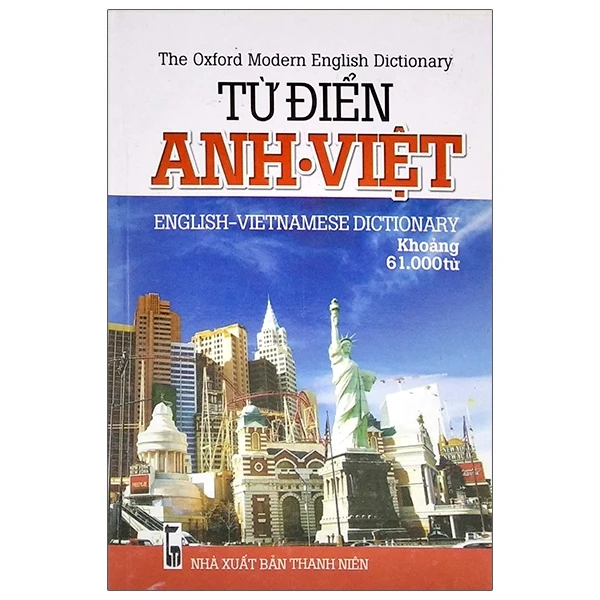 The Oxford Modern English Dictionary
TỪ ĐIỂN
ANH·VIỆT
ENGLISH-VIETNAMESE DICTIONARY
Khoảng
61.000 từ
NHÀ XUẤT BẢN THANH NIÊN